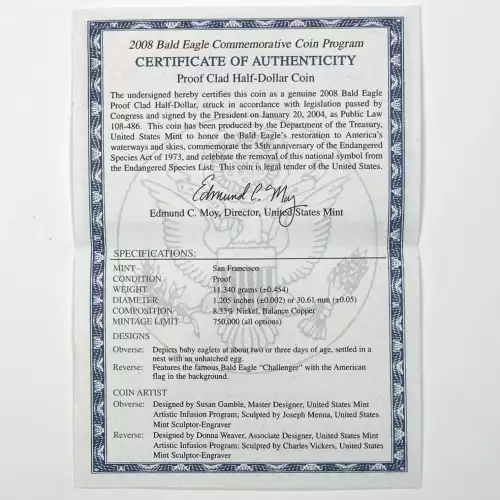 2008 Bald Eagle Commemorative Coin Program
CERTIFICATE OF AUTHENTICITY
Proof Clad Half-Dollar Coin
The undersigned hereby certifies this coin as a genuine 2008 Bald Eagle
Proof Clad Half-Dollar, struck in accordance with legislation passed by
Congress and signed by the President on January 20, 2004, as Public Law
108-486. This coin has been produced by the Department of the Treasury,
United States Mint to honor the Bald Eagle's restoration to America's
waterways and skies, commemorate the 35th anniversary of the Endangered
Species Act of 1973, and celebrate the removal of this national symbol from
the Endangered Species List. This coin is legal tender of the United States.
Edmund C. Moy
Edmund C. Moy, Director, United States Mint
SPECIFICATIONS:
MINT San Francisco
CONDITION Proof
WEIGHT 11.340 grams (±0.454)
DIAMETER 1.205 inches (±0.002) or 30.61 mm (±0.05)
COMPOSITION 8.33% Nickel, Balance Copper
MINTAGE LIMIT 750,000 (all options)
DESIGNS
Obverse: Depicts baby eaglets at about two or three days of age, settled in a
nest with an unhatched egg.
Reverse: Features the famous Bald Eagle "Challenger" with the American
flag in the background.
COIN ARTIST
Obverse: Designed by Susan Gamble, Master Designer, United States Mint
Artistic Infusion Program; Sculpted by Joseph Menna, United States
Mint Sculptor-Engraver
Reverse: Designed by Donna Weaver, Associate Designer, United States Mint
Artistic Infusion Program; Sculpted by Charles Vickers, United States
Mint Sculptor-Engraver